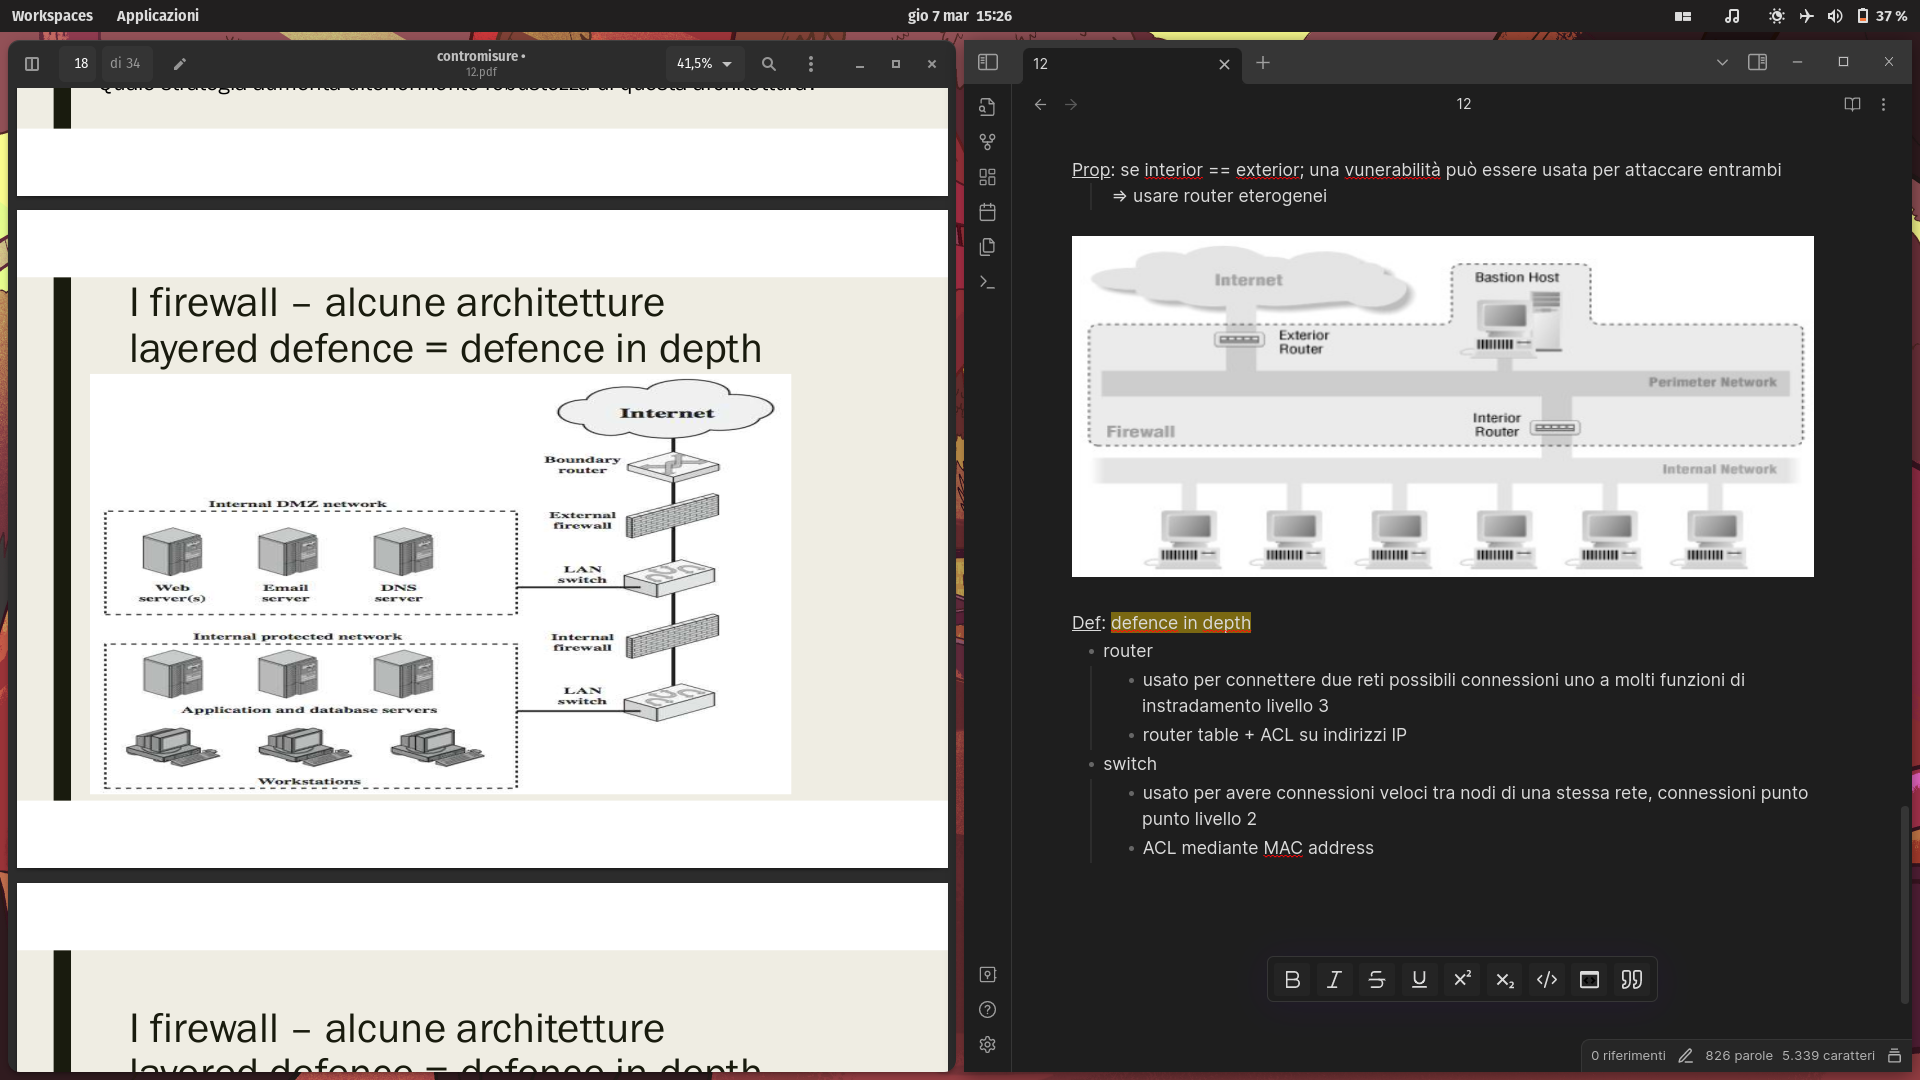 Workspaces Applicazioni gio 7 mar 15:26 37 %
18 di 34
contromisure •
12.pdf
41,5%
I firewall – alcune architetture
layered defence = defence in depth
Internet
Boundary
router
Internal DMZ network
External
firewall
Web
server(s)
Email
server
DNS
server
LAN
switch
Internal protected network
Internal
firewall
Application and database servers
LAN
switch
Workstations
I firewall – alcune architetture
layered defence = defence in depth
12
12
Prop: se interior == exterior; una vunerabilità può essere usata per attaccare entrambi
⇒ usare router eterogenei
Internet
Bastion Host
Exterior
Router
Perimeter Network
Interior
Router
Firewall
Internal Network
Def: defence in depth
• router
• usato per connettere due reti possibili connessioni uno a molti funzioni di
instradamento livello 3
• router table + ACL su indirizzi IP
• switch
• usato per avere connessioni veloci tra nodi di una stessa rete, connessioni punto
punto livello 2
• ACL mediante MAC address
0 riferimenti 826 parole 5.339 caratteri